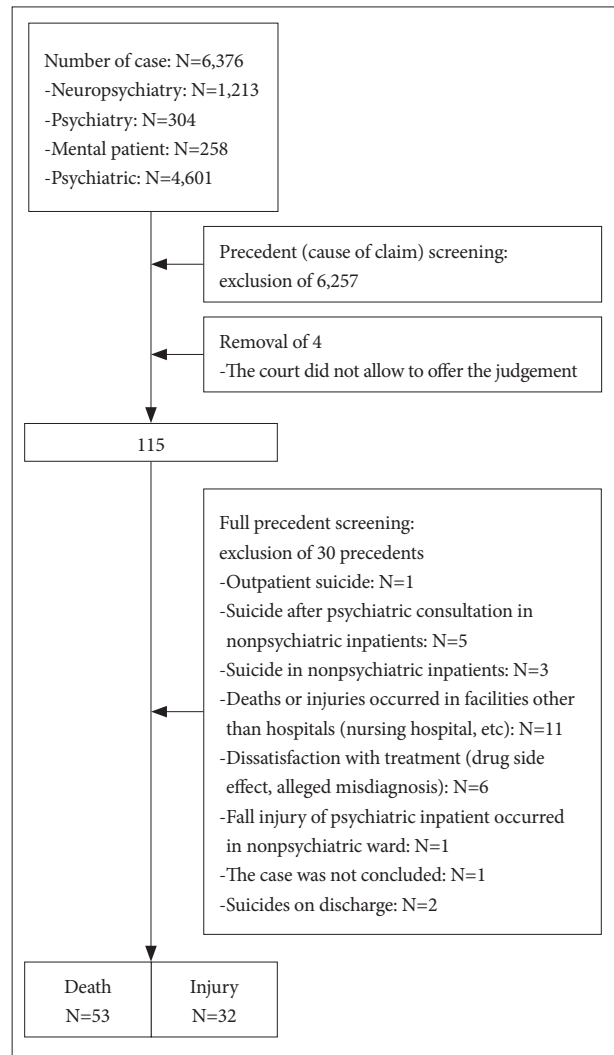 Number of case: N=6,376
-Neuropsychiatry: N=1,213
-Psychiatry: N=304
-Mental patient: N=258
-Psychiatric: N=4,601
Precedent (cause of claim) screening:
exclusion of 6,257
Removal of 4
-The court did not allow to offer the judgement
115
Full precedent screening:
exclusion of 30 precedents
-Outpatient suicide: N=1
-Suicide after psychiatric consultation in
nonpsychiatric inpatients: N=5
-Suicide in nonpsychiatric inpatients: N=3
-Deaths or injuries occurred in facilities other
than hospitals (nursing hospital, etc): N=11
-Dissatisfaction with treatment (drug side
effect, alleged misdiagnosis): N=6
-Fall injury of psychiatric inpatient occurred
in nonpsychiatric ward: N=1
-The case was not concluded: N=1
-Suicides on discharge: N=2
Death
N=53
Injury
N=32